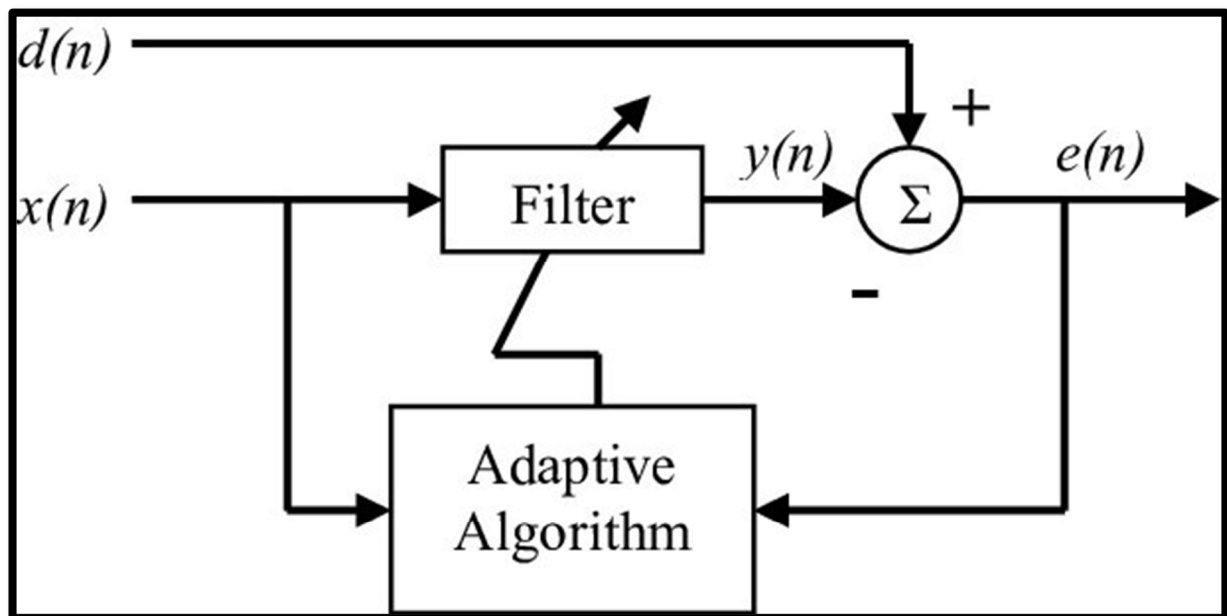 d(n)
+
y(n)
e(n)
x(n)
Filter
Σ
-
Adaptive
Algorithm